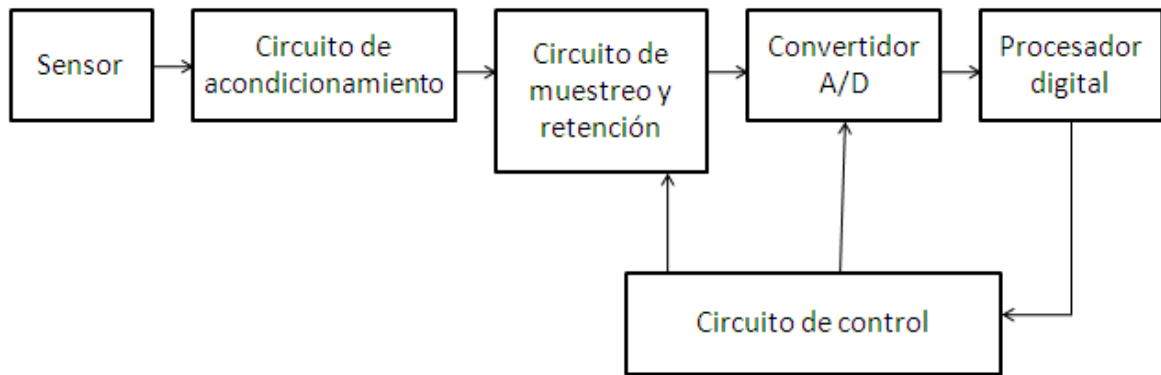 Sensor
Circuito de
acondicionamiento
Circuito de
muestreo y
retención
Convertidor
A/D
Procesador
digital
Circuito de control